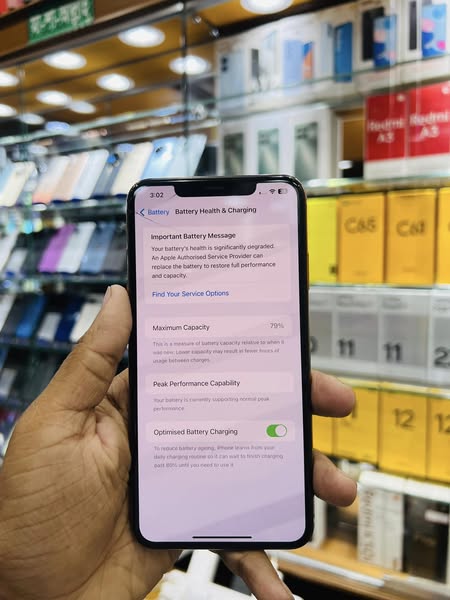 Redmi
A3
Redmi
A3
3:02
Battery
Battery Health & Charging
Important Battery Message
Your battery's health is significantly degraded.
An Apple Authorised Service Provider can
replace the battery to restore full performance
and capacity.
Find Your Service Options
Maximum Capacity 79%
This is a measure of battery capacity relative to when it
was new. Lower capacity may result in fewer hours of
usage between charges.
Peak Performance Capability
Your battery is currently supporting normal peak
performance.
Optimised Battery Charging
To reduce battery ageing, iPhone learns from your
daily charging routine so it can wait to finish charging
past 80% until you need to use it.
C65
C61
11
11
12
12